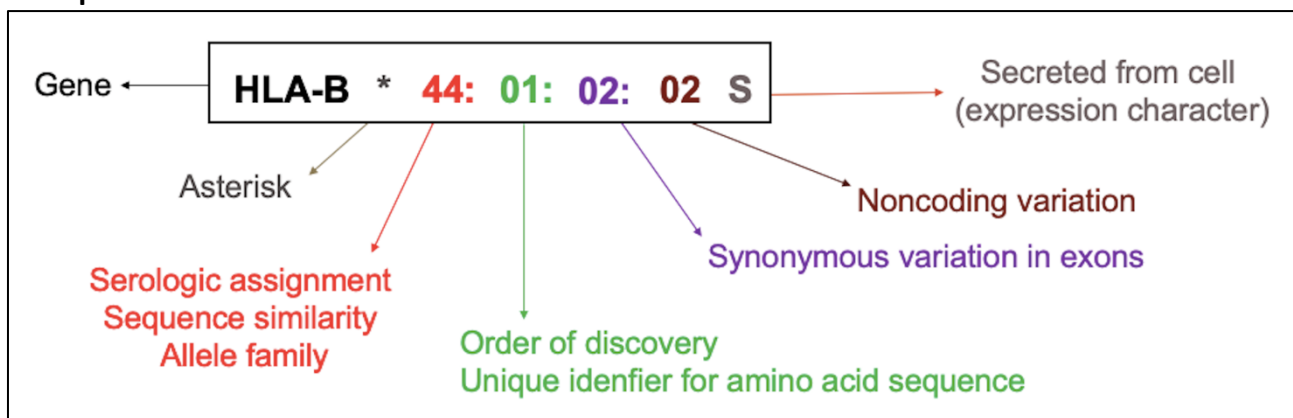 Gene
HLA-B * 44: 01: 02: 02 S
Secreted from cell
(expression character)
Asterisk
Noncoding variation
Synonymous variation in exons
Serologic assignment
Sequence similarity
Allele family
Order of discovery
Unique idenfier for amino acid sequence